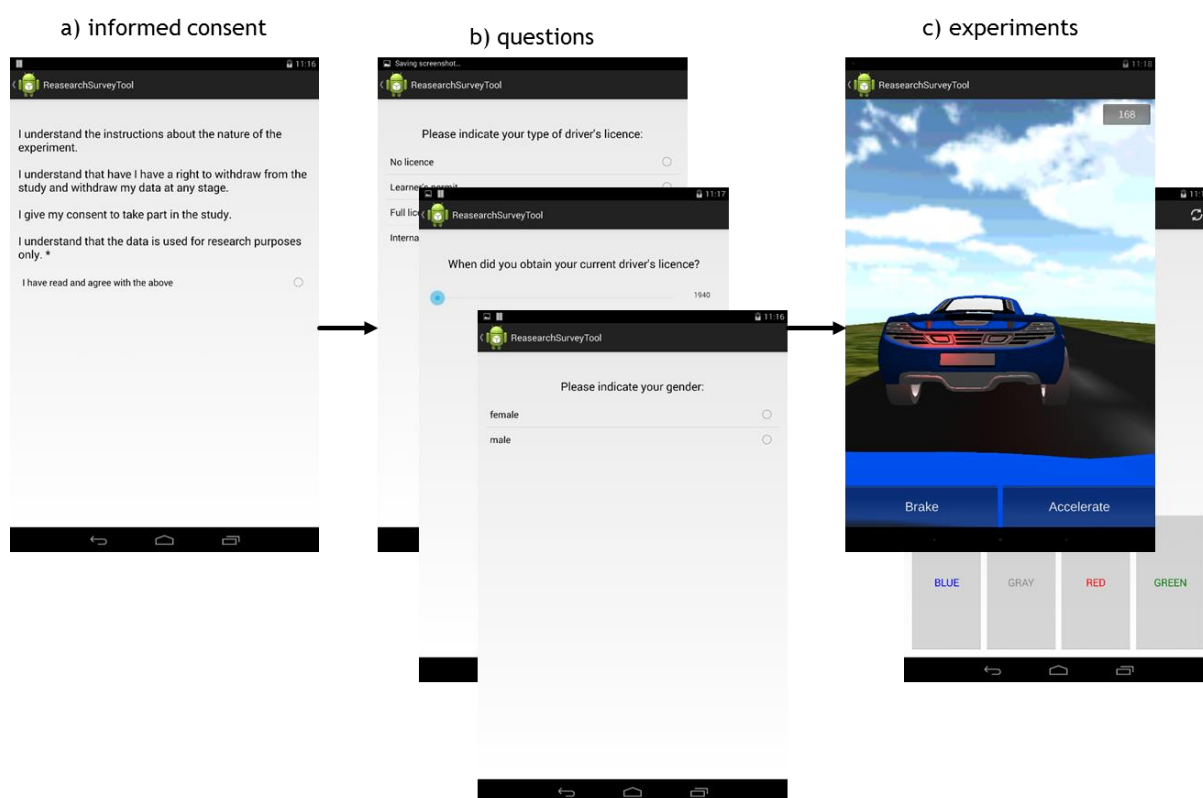 a) informed consent
11:16
ReasearchSurveyTool
I understand the instructions about the nature of the
experiment.
I understand that have I have a right to withdraw from the
study and withdraw my data at any stage.
I give my consent to take part in the study.
I understand that the data is used for research purposes
only. *
I have read and agree with the above
b) questions
Saving screenshot...
ReasearchSurveyTool
Please indicate your type of driver's licence:
No licence
Learner's permit
Full lice
Interna
11:17
ReasearchSurveyTool
When did you obtain your current driver's licence?
1940
11:16
ReasearchSurveyTool
Please indicate your gender:
female
male
c) experiments
11:18
ReasearchSurveyTool
168
Brake
Accelerate
BLUE
GRAY
RED
GREEN